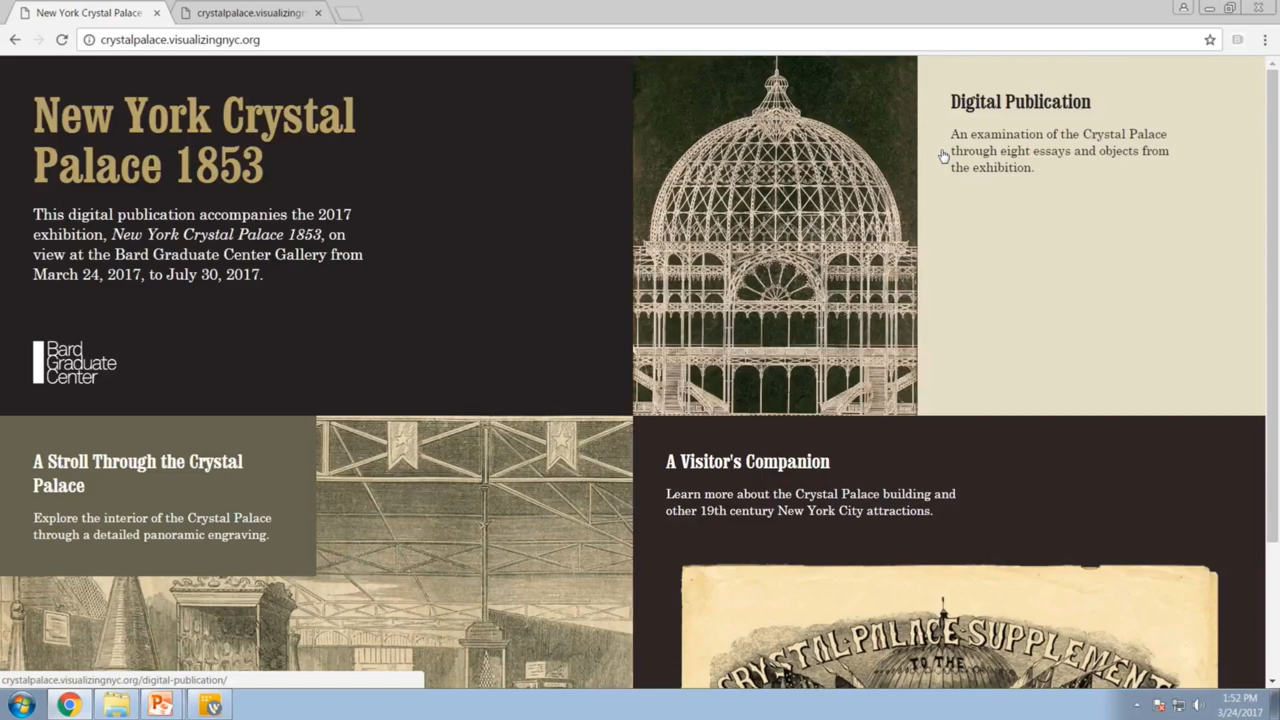 New York Crystal Palace
crystalpalace.visualizing
crystalpalace.visualizingnyc.org
New York Crystal
Palace 1853
This digital publication accompanies the 2017
exhibition, New York Crystal Palace 1853, on
view at the Bard Graduate Center Gallery from
March 24, 2017, to July 30, 2017.
Bard
Graduate
Center
Digital Publication
An examination of the Crystal Palace
through eight essays and objects from
the exhibition.
A Stroll Through the Crystal
Palace
Explore the interior of the Crystal Palace
through a detailed panoramic engraving.
A Visitor's Companion
Learn more about the Crystal Palace building and
other 19th century New York City attractions.
CRYSTAL-PALACE SUPPLEMENT
TO THE
crystalpalace.visualizingnyc.org/digital-publication/
1:52 PM
3/24/2017